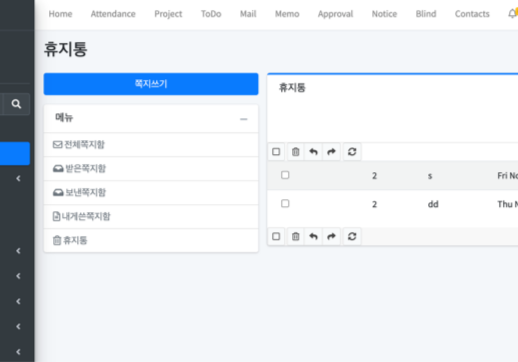 Home Attendance Project ToDo Mail Memo Approval Notice Blind Contacts
휴지통
쪽지쓰기
메뉴
전체쪽지함
받은쪽지함
보낸쪽지함
내게쓴쪽지함
휴지통
휴지통
2 s Fri No
2 dd Thu N